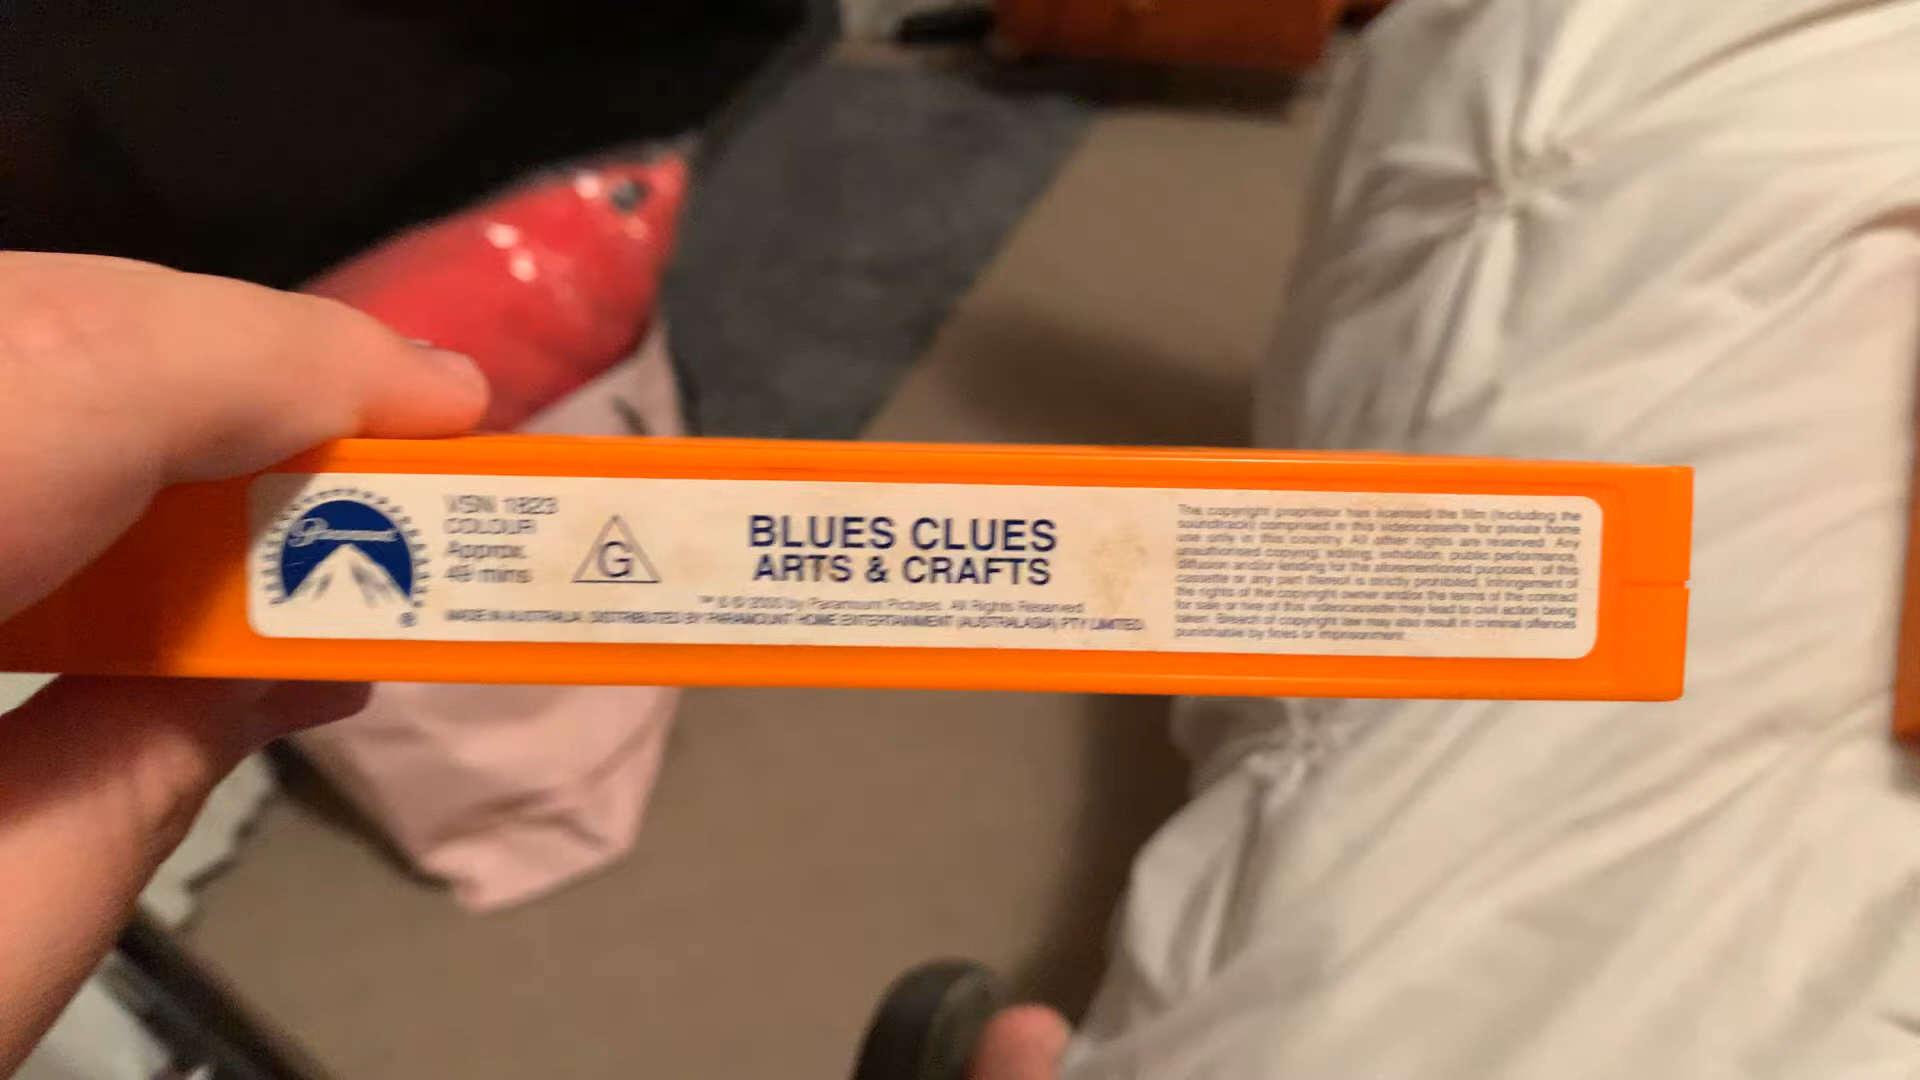 Paramount
®
VSN 1823
COLOUR
Approx.
49 mins
G
BLUES CLUES
ARTS & CRAFTS
™ & © 2000 by Paramount Pictures. All Rights Reserved.
MADE IN AUSTRALIA. DISTRIBUTED BY PARAMOUNT HOME ENTERTAINMENT (AUSTRALASIA) PTY LIMITED.
The copyright proprietor has licensed the film (including the
soundtrack) comprised in this videocassette for private home
use only in this country. All other rights are reserved. Any
unauthorised copying, editing, exhibition, public performance,
diffusion and/or lending for the aforementioned purposes, of this
cassette or any part thereof is strictly prohibited. Infringement of
the rights of the copyright owner and/or the terms of the contract
for sale or hire of this videocassette may lead to civil action being
taken. Breach of copyright law may also result in criminal offences
punishable by fines or imprisonment.